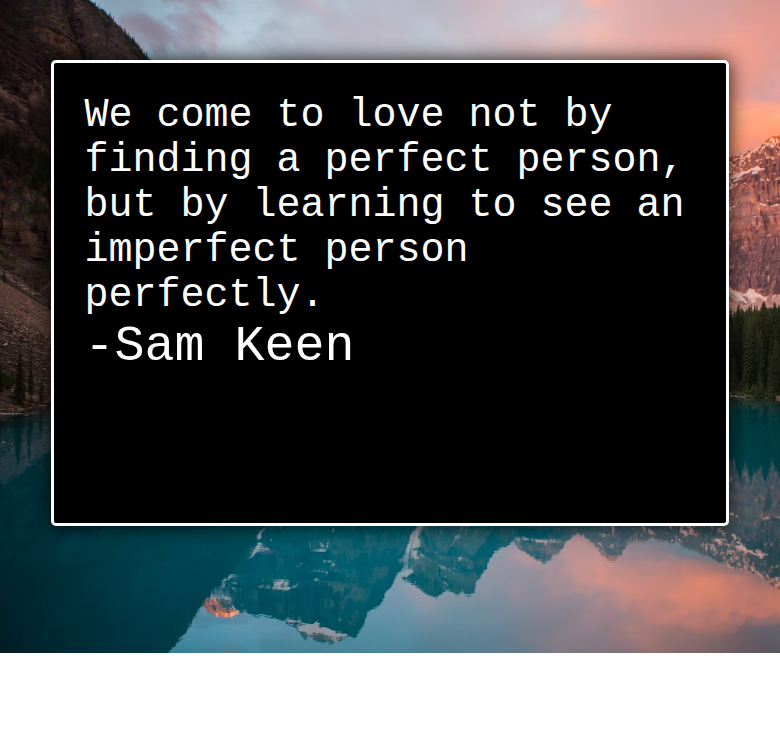 We come to love not by
finding a perfect person,
but by learning to see an
imperfect person
perfectly.
-Sam Keen